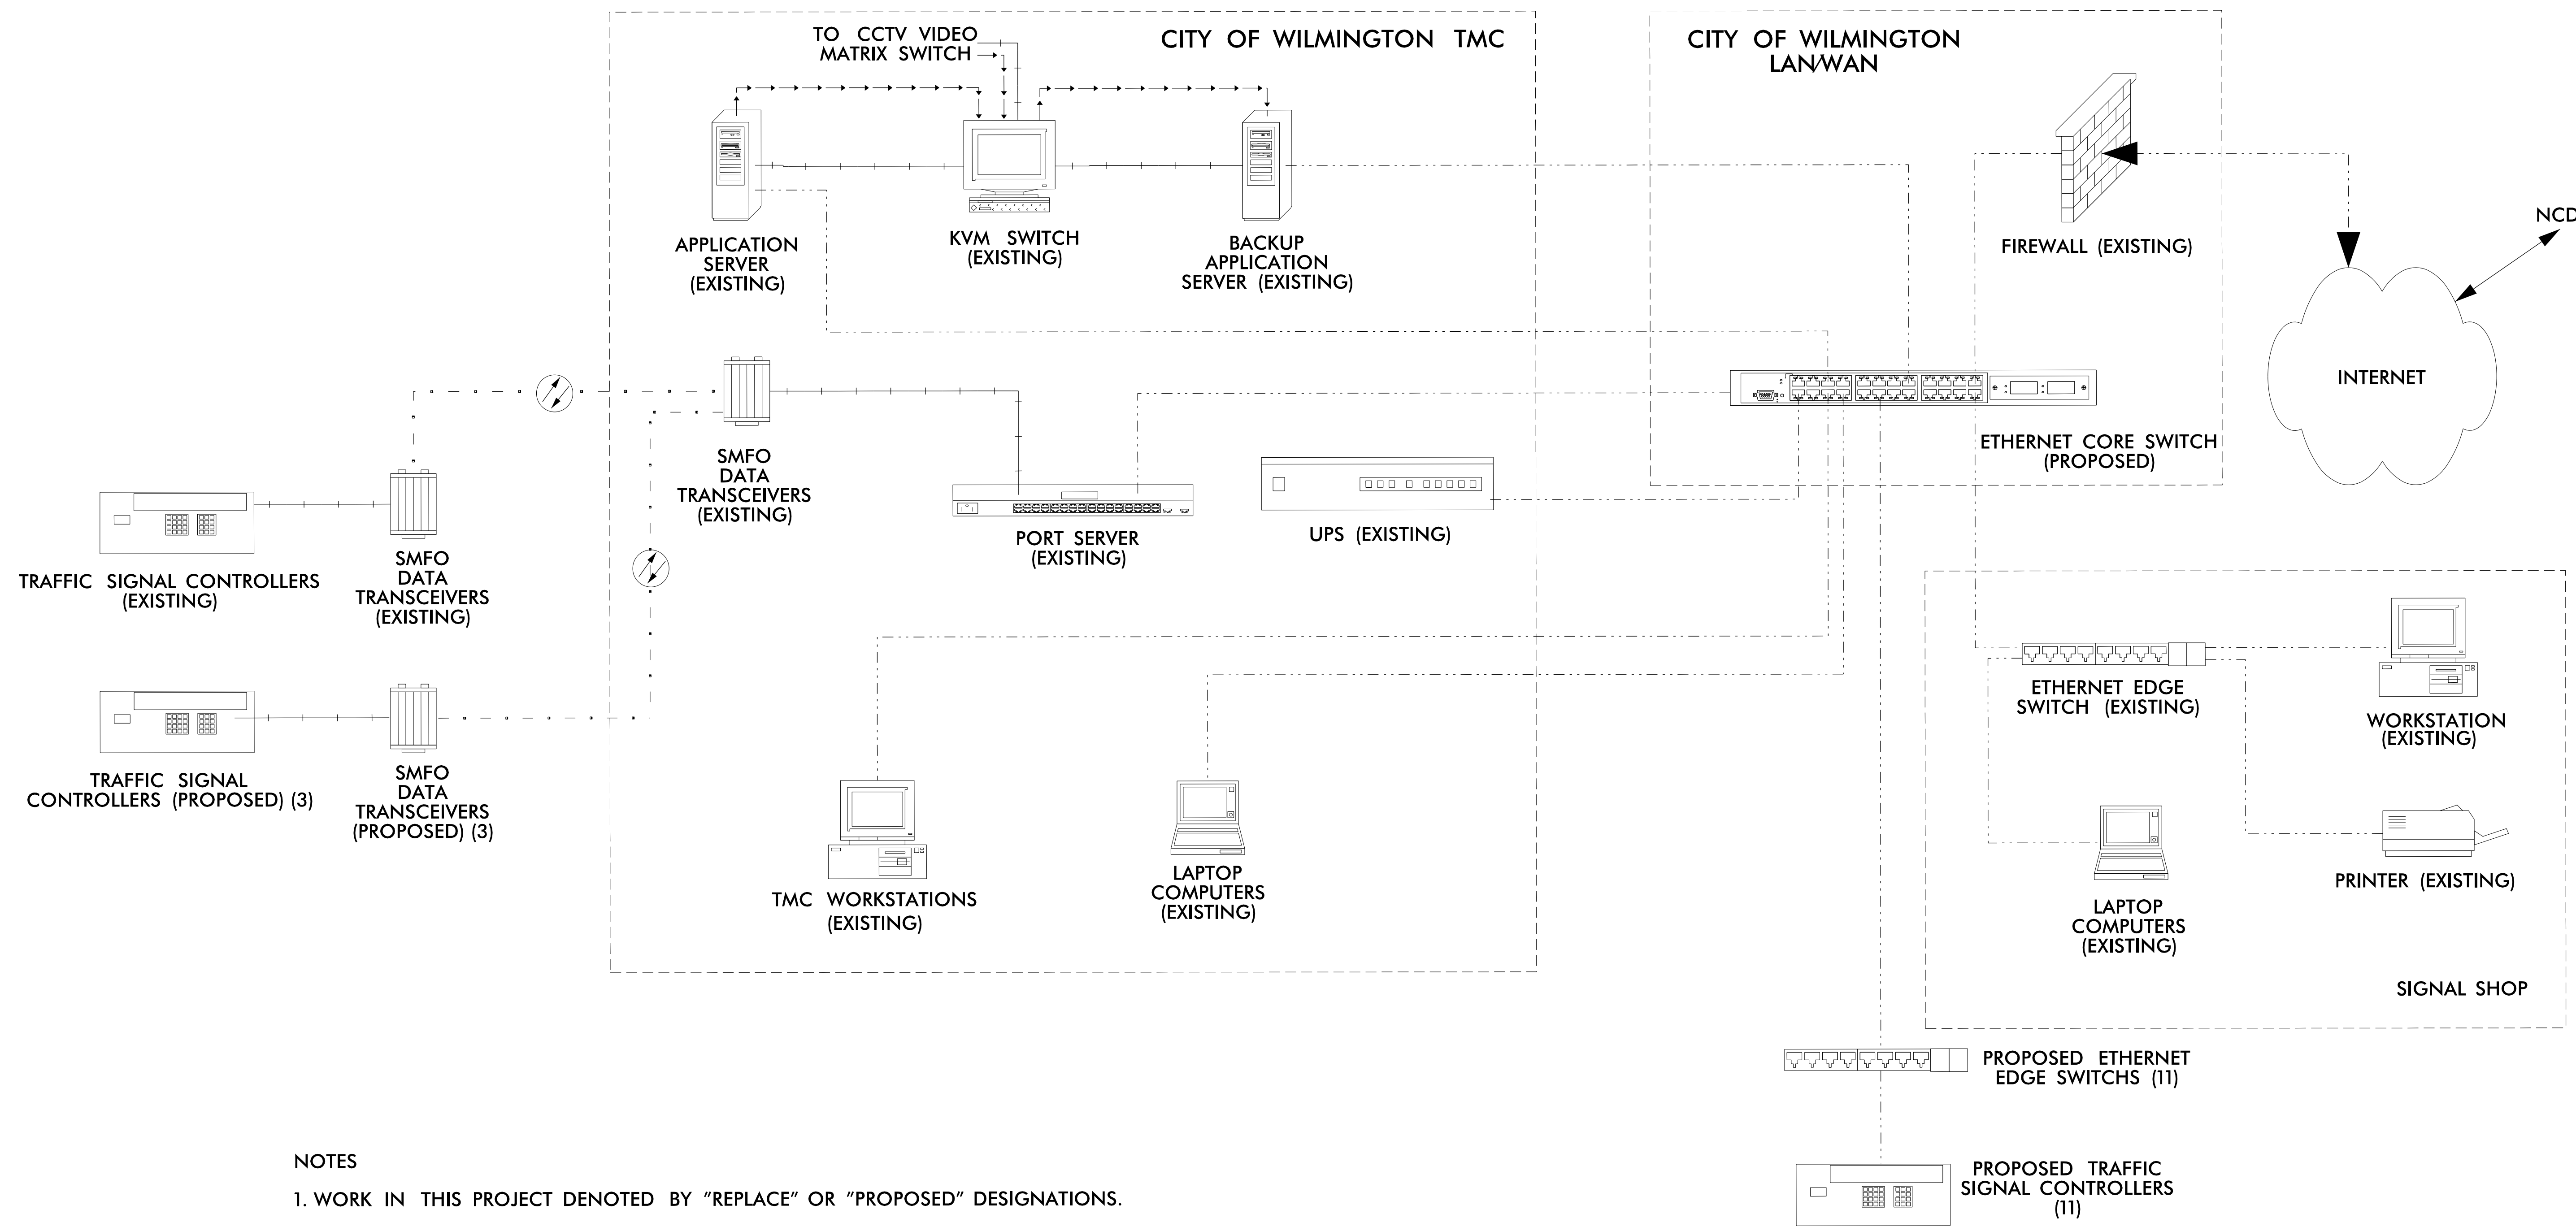 TO CCTV VIDEO
MATRIX SWITCH
CITY OF WILMINGTON TMC
CITY OF WILMINGTON
LAN/WAN
APPLICATION
SERVER
(EXISTING)
KVM SWITCH
(EXISTING)
BACKUP
APPLICATION
SERVER (EXISTING)
FIREWALL (EXISTING)
NCD
INTERNET
SMFO
DATA
TRANSCEIVERS
(EXISTING)
PORT SERVER
(EXISTING)
UPS (EXISTING)
ETHERNET CORE SWITCH
(PROPOSED)
TRAFFIC SIGNAL CONTROLLERS
(EXISTING)
SMFO
DATA
TRANSCEIVERS
(EXISTING)
TRAFFIC SIGNAL
CONTROLLERS (PROPOSED) (3)
SMFO
DATA
TRANSCEIVERS
(PROPOSED) (3)
TMC WORKSTATIONS
(EXISTING)
LAPTOP
COMPUTERS
(EXISTING)
ETHERNET EDGE
SWITCH (EXISTING)
WORKSTATION
(EXISTING)
LAPTOP
COMPUTERS
(EXISTING)
PRINTER (EXISTING)
SIGNAL SHOP
PROPOSED ETHERNET
EDGE SWITCHS (11)
PROPOSED TRAFFIC
SIGNAL CONTROLLERS
(11)
NOTES
1. WORK IN THIS PROJECT DENOTED BY "REPLACE" OR "PROPOSED" DESIGNATIONS.